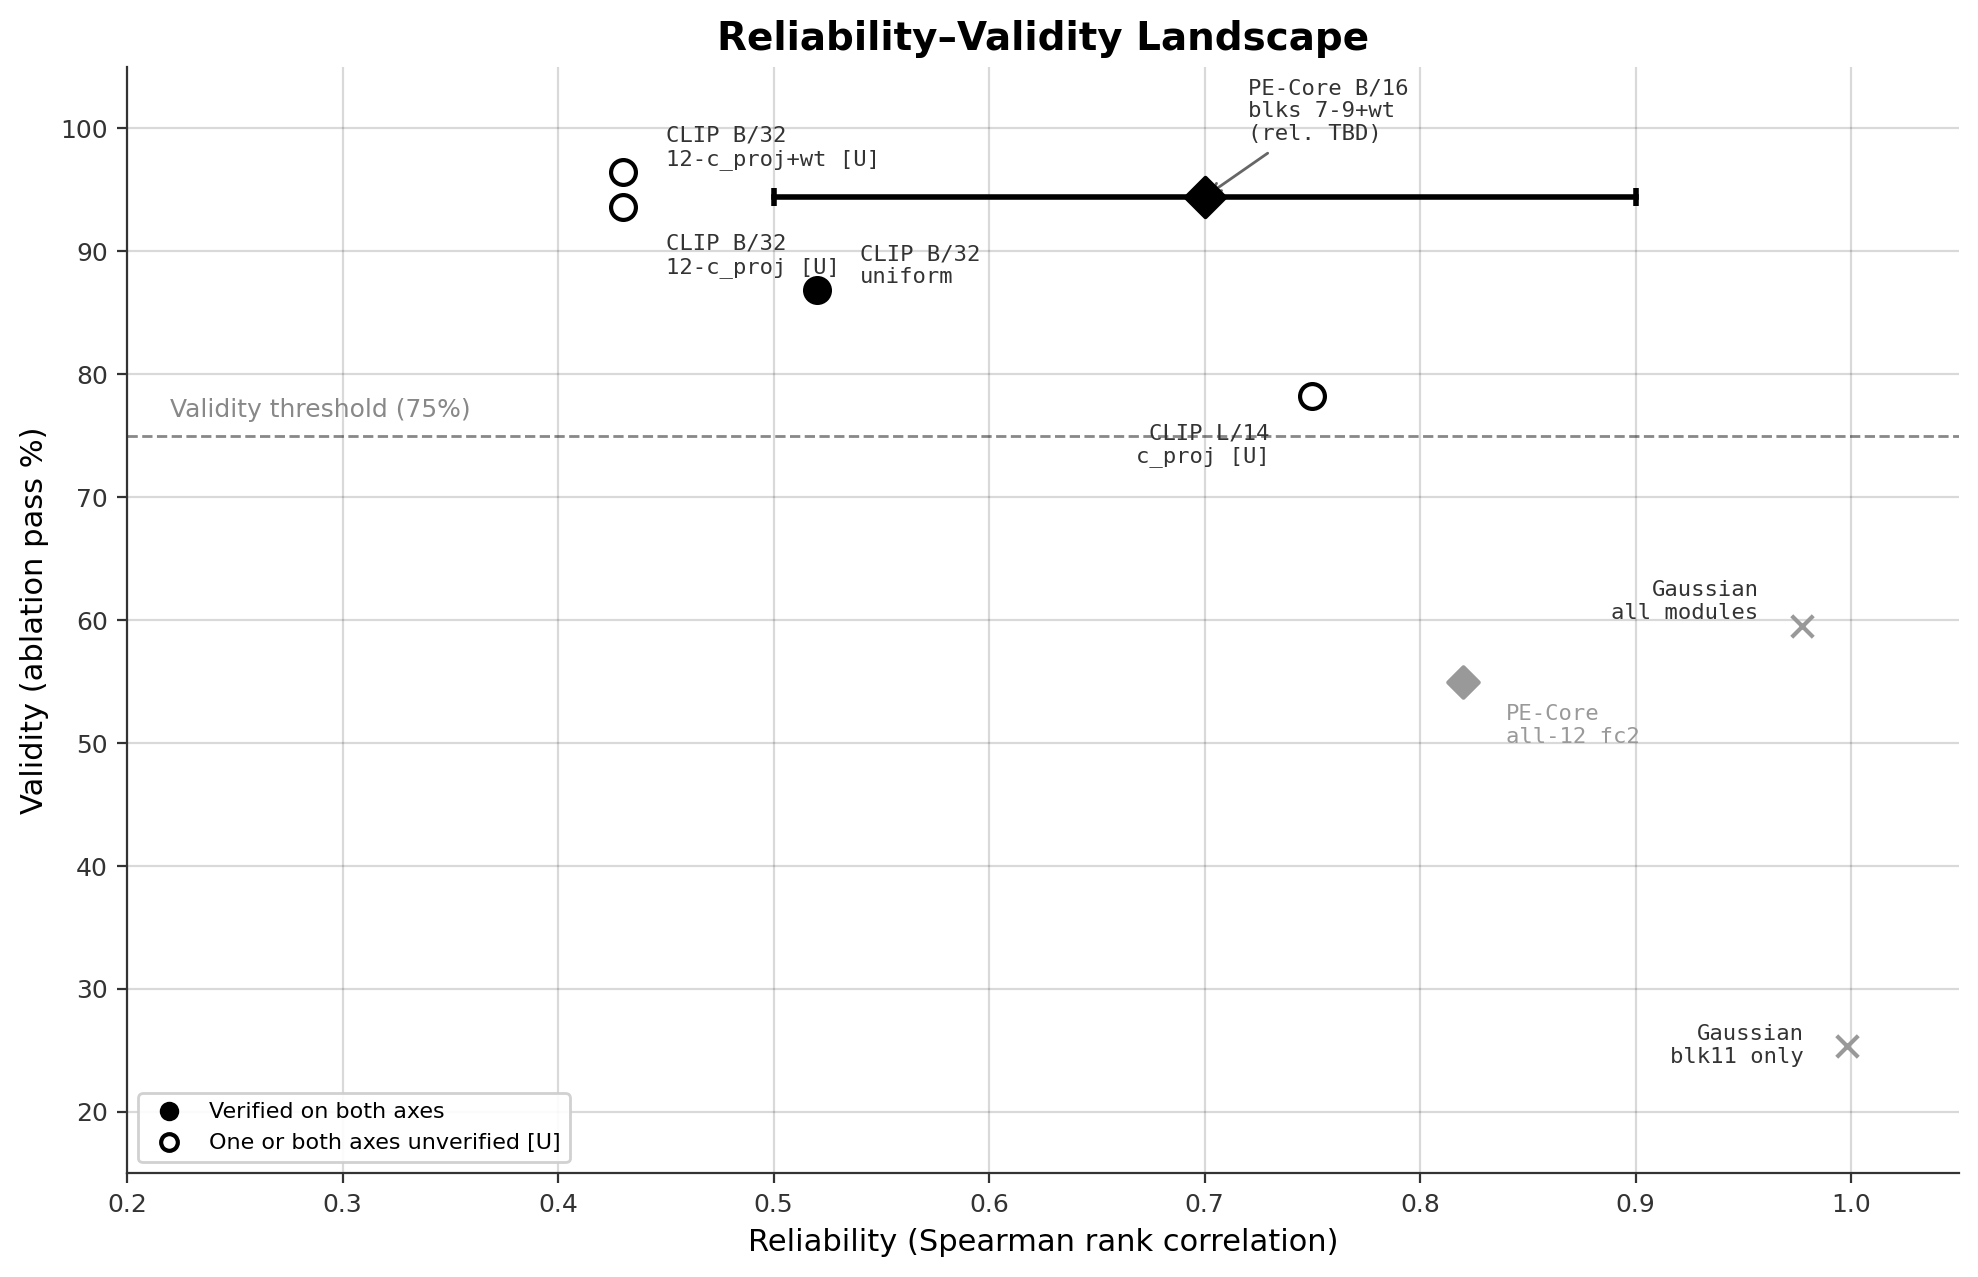 Reliability–Validity Landscape
PE-Core B/16
blks 7-9+wt
(rel. TBD)
CLIP B/32
12-c_proj+wt [U]
CLIP B/32
12-c_proj [U]
CLIP B/32
uniform
Validity threshold (75%)
CLIP L/14
c_proj [U]
Gaussian
all modules
PE-Core
all-12 fc2
Gaussian
blk11 only
Verified on both axes
One or both axes unverified [U]
Validity (ablation pass %)
100
90
80
70
60
50
40
30
20
0.2 0.3 0.4 0.5 0.6 0.7 0.8 0.9 1.0
Reliability (Spearman rank correlation)